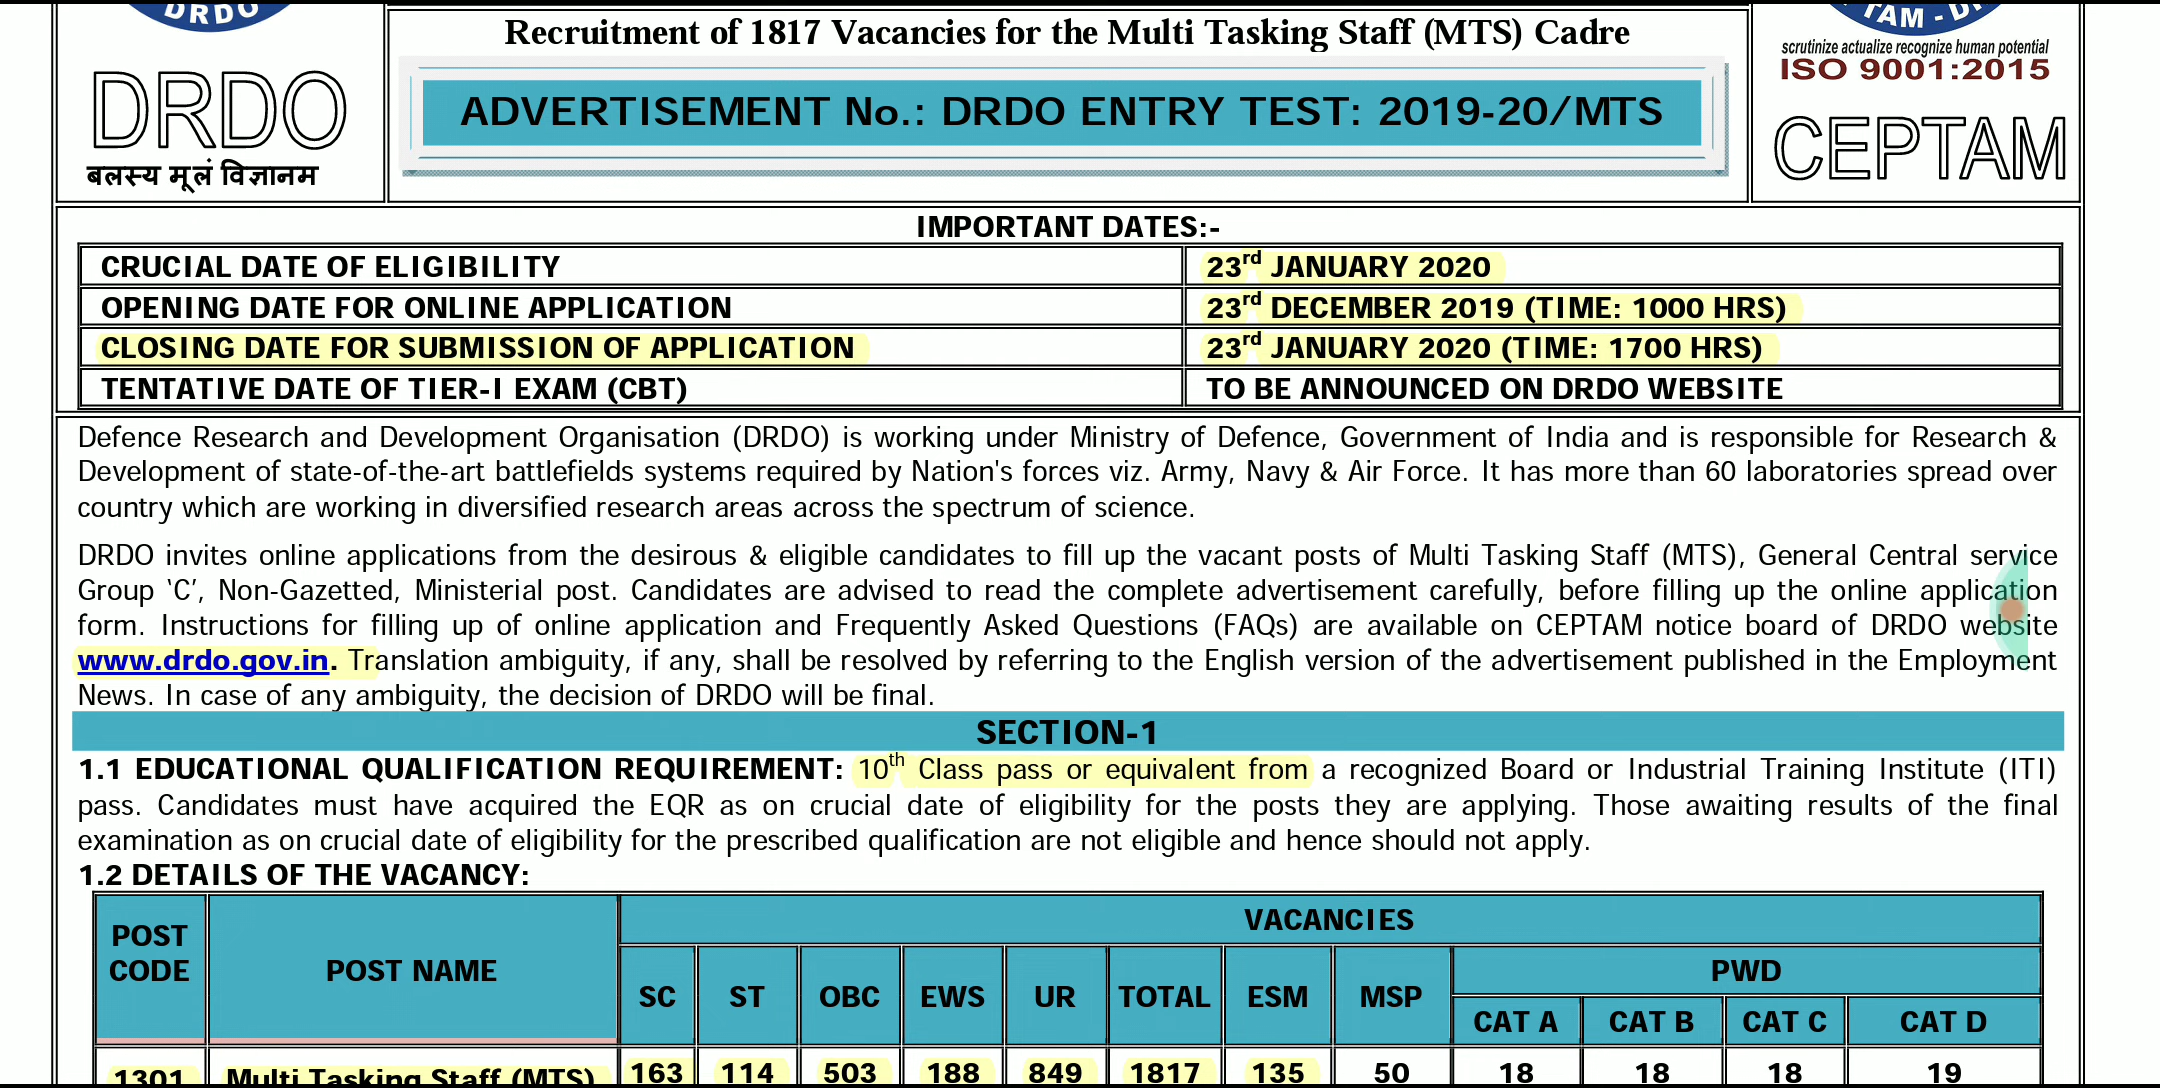 DRDO
Recruitment of 1817 Vacancies for the Multi Tasking Staff (MTS) Cadre
TAM - D
scrutinize actualize recognize human potential
ISO 9001:2015
DRDO
ADVERTISEMENT No.: DRDO ENTRY TEST: 2019-20/MTS
CEPTAM
बलस्य मूलं विज्ञानम
IMPORTANT DATES:-
CRUCIAL DATE OF ELIGIBILITY 23rd JANUARY 2020
OPENING DATE FOR ONLINE APPLICATION 23rd DECEMBER 2019 (TIME: 1000 HRS)
CLOSING DATE FOR SUBMISSION OF APPLICATION 23rd JANUARY 2020 (TIME: 1700 HRS)
TENTATIVE DATE OF TIER-I EXAM (CBT) TO BE ANNOUNCED ON DRDO WEBSITE
Defence Research and Development Organisation (DRDO) is working under Ministry of Defence, Government of India and is responsible for Research &
Development of state-of-the-art battlefields systems required by Nation's forces viz. Army, Navy & Air Force. It has more than 60 laboratories spread over
country which are working in diversified research areas across the spectrum of science.
DRDO invites online applications from the desirous & eligible candidates to fill up the vacant posts of Multi Tasking Staff (MTS), General Central service
Group ‘C’, Non-Gazetted, Ministerial post. Candidates are advised to read the complete advertisement carefully, before filling up the online application
form. Instructions for filling up of online application and Frequently Asked Questions (FAQs) are available on CEPTAM notice board of DRDO website
www.drdo.gov.in. Translation ambiguity, if any, shall be resolved by referring to the English version of the advertisement published in the Employment
News. In case of any ambiguity, the decision of DRDO will be final.
SECTION-1
1.1 EDUCATIONAL QUALIFICATION REQUIREMENT: 10th Class pass or equivalent from a recognized Board or Industrial Training Institute (ITI)
pass. Candidates must have acquired the EQR as on crucial date of eligibility for the posts they are applying. Those awaiting results of the final
examination as on crucial date of eligibility for the prescribed qualification are not eligible and hence should not apply.
1.2 DETAILS OF THE VACANCY:
POST CODE POST NAME VACANCIES
SC ST OBC EWS UR TOTAL ESM MSP PWD
CAT A CAT B CAT C CAT D
1301 Multi Tasking Staff (MTS) 163 114 503 188 849 1817 135 50 18 18 18 19